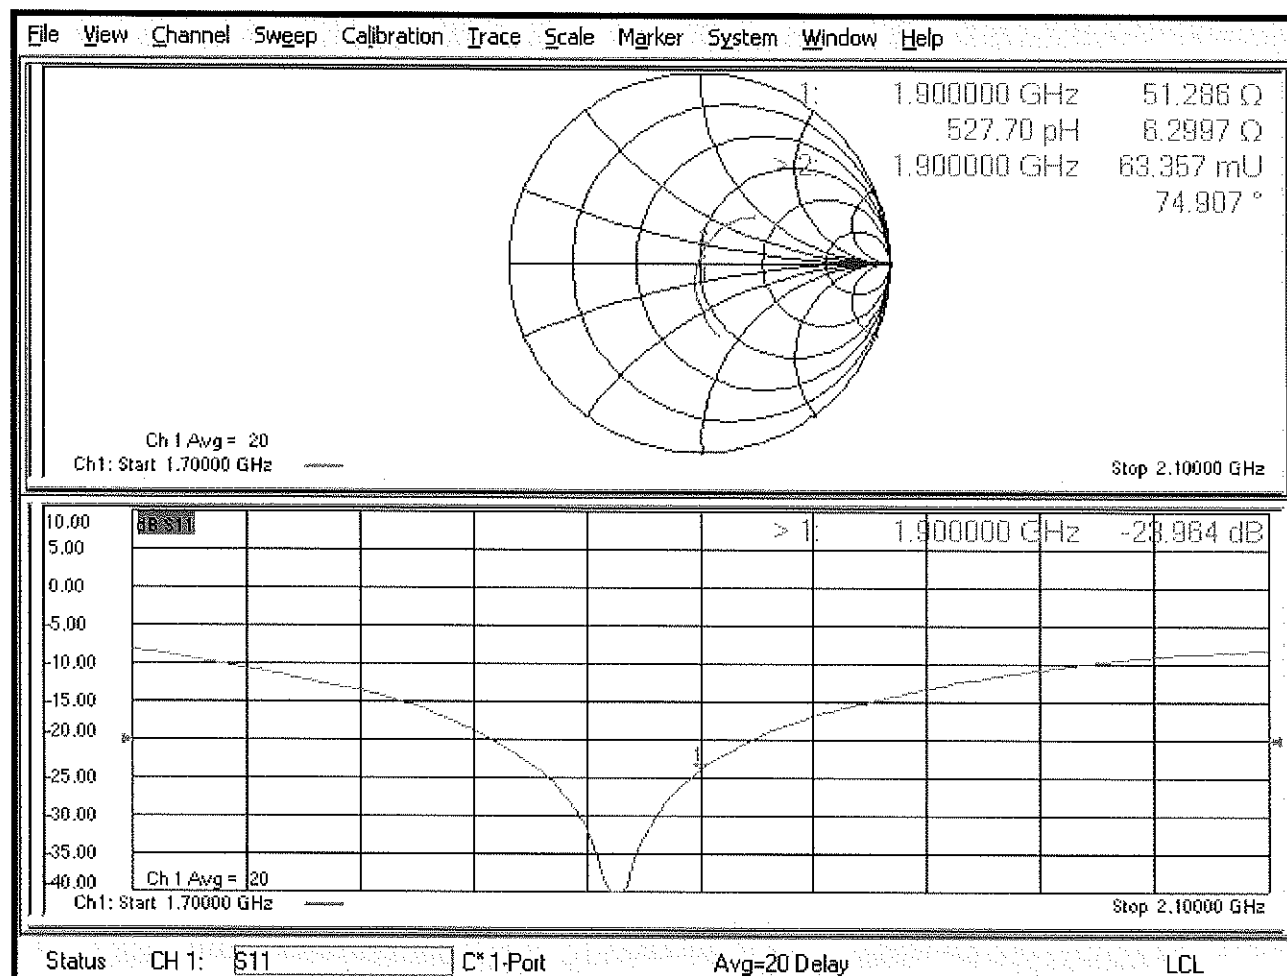 File View Channel Sweep Calibration Trace Scale Marker System Window Help
1: 1.900000 GHz 51.286 Ω
527.70 pH 6.2997 Ω
> 2: 1.900000 GHz 63.357 mU
74.907 °
Ch 1 Avg = 20
Ch1: Start 1.70000 GHz
Stop 2.10000 GHz
10.00
dB S11
> 1: 1.900000 GHz -23.964 dB
5.00
0.00
-5.00
-10.00
-15.00
-20.00
1
-25.00
-30.00
-35.00
-40.00
Ch 1 Avg = 20
Ch1: Start 1.70000 GHz
Stop 2.10000 GHz
Status CH 1: S11 C* 1-Port Avg=20 Delay LCL